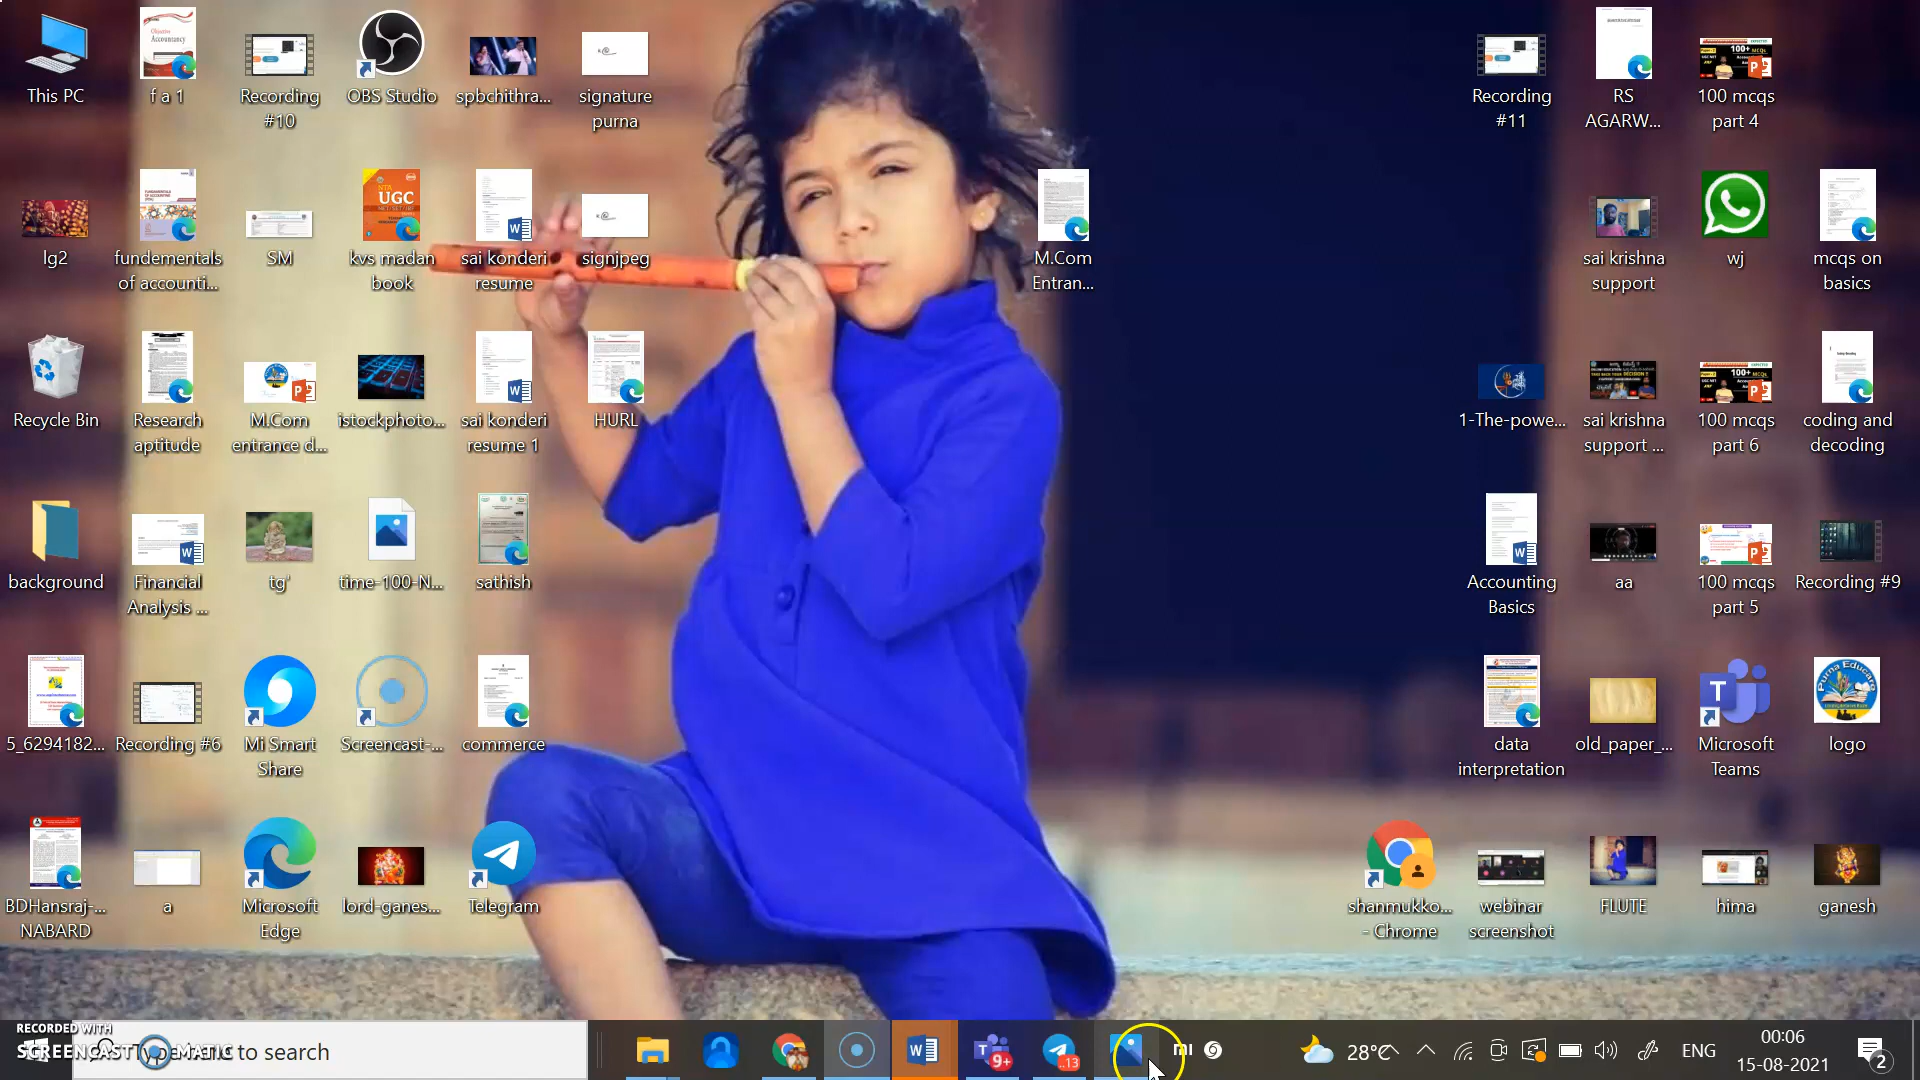 This PC
f a 1
Recording
#10
OBS Studio
spbchithra...
signature
purna
Recording
#11
RS
AGARW...
100 mcqs
part 4
lg2
fundementals
of accounti...
SM
kvs madan
book
sai konderi
resume
signjpeg
M.Com
Entran...
sai krishna
support
wj
mcqs on
basics
Recycle Bin
Research
aptitude
M.Com
entrance d...
istockphoto...
sai konderi
resume 1
HURL
1-The-powe...
sai krishna
support ...
100 mcqs
part 6
coding and
decoding
background
Financial
Analysis ...
tg'
time-100-N...
sathish
Accounting
Basics
aa
100 mcqs
part 5
Recording #9
5_6294182...
Recording #6
Mi Smart
Share
Screencast-...
commerce
data
interpretation
old_paper_...
Microsoft
Teams
logo
BDHansraj-...
NABARD
a
Microsoft
Edge
lord-ganes...
Telegram
shanmukko...
- Chrome
webinar
screenshot
FLUTE
hima
ganesh
RECORDED WITH
SCREENCAST MATIC
to search
9+
..13
mi
28°C
ENG
00:06
15-08-2021
2